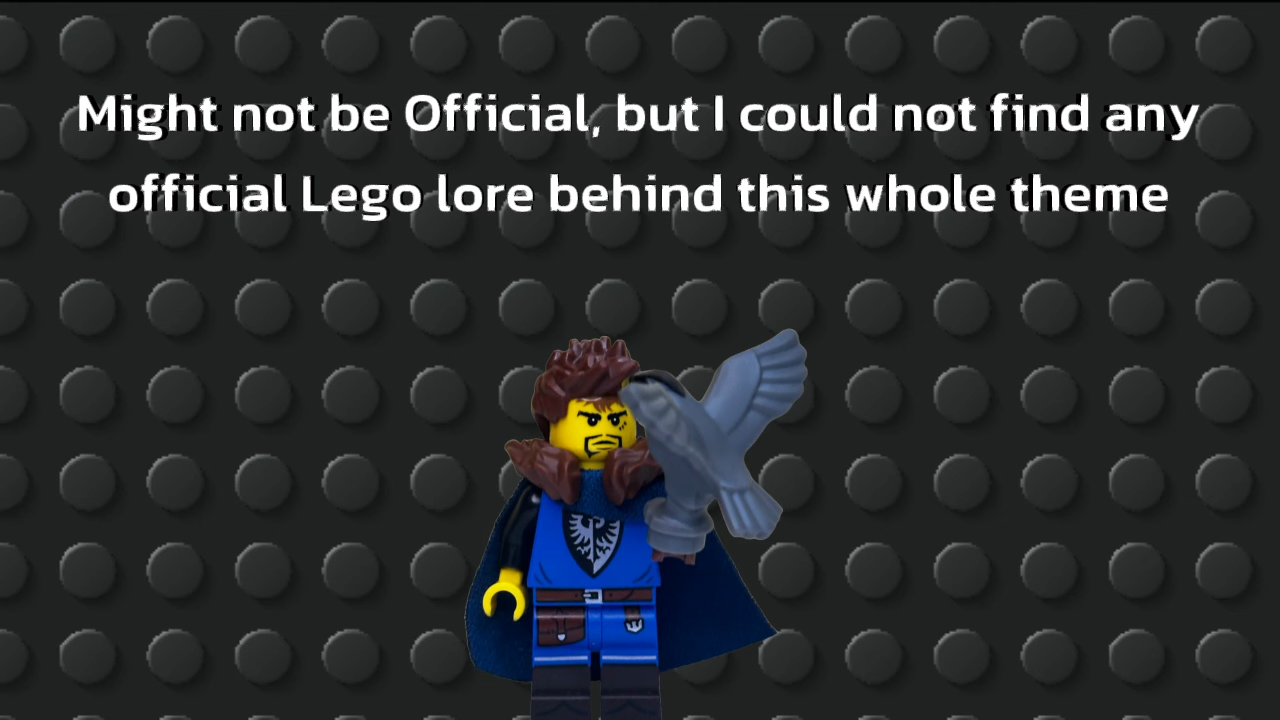 Might not be Official, but I could not find any
official Lego lore behind this whole theme